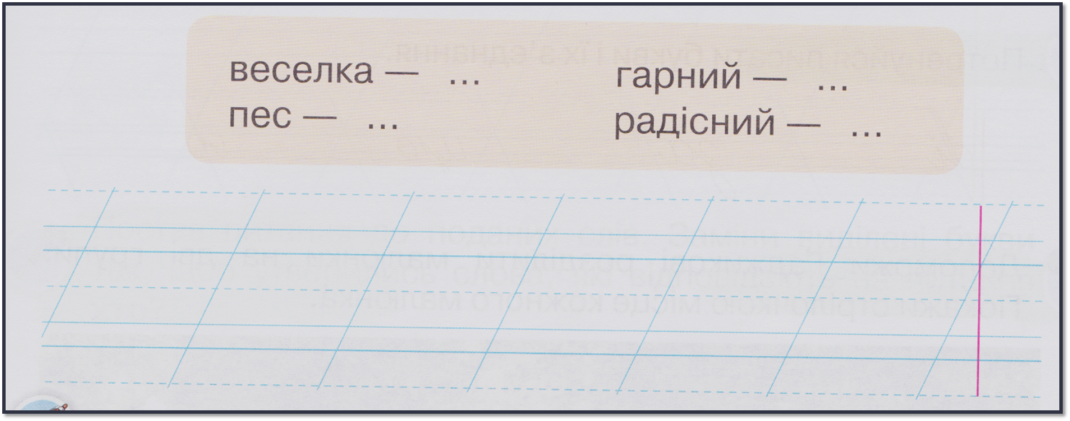 веселка — ... гарний — ...
пес — ... радісний — ...